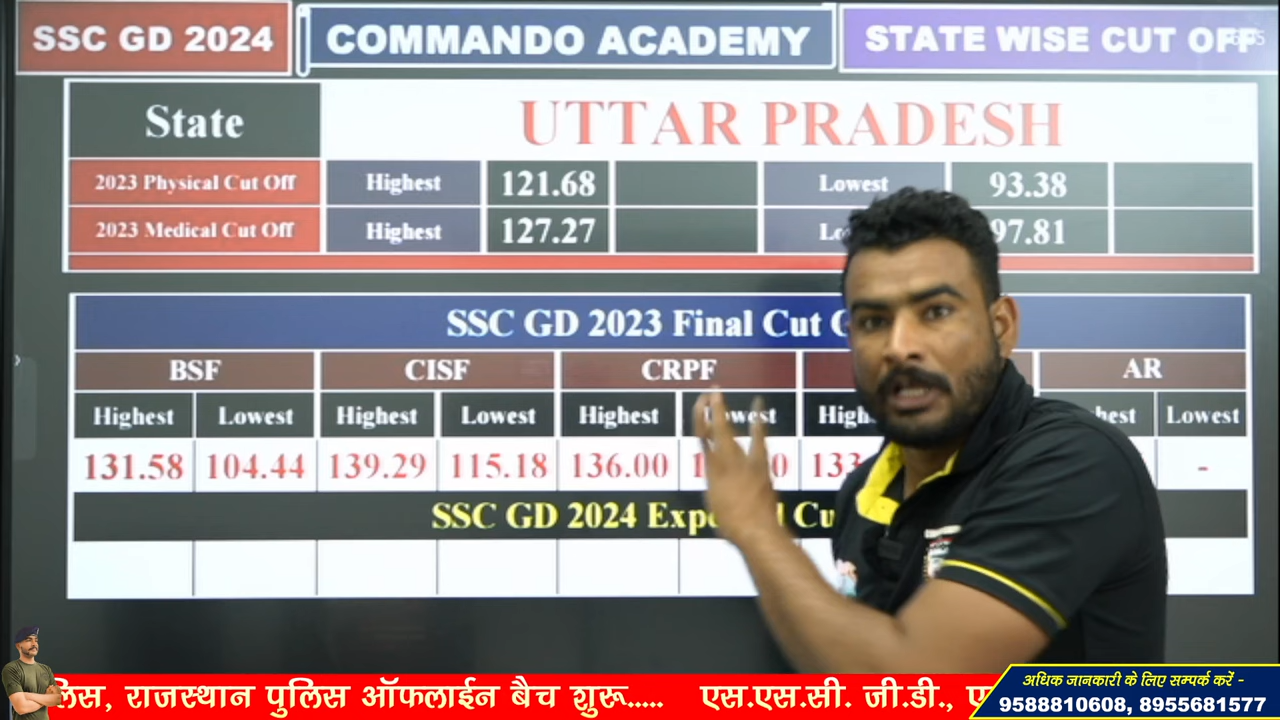 SSC GD 2024 COMMANDO ACADEMY STATE WISE CUT OFF
State UTTAR PRADESH
2023 Physical Cut Off Highest 121.68 Lowest 93.38
2023 Medical Cut Off Highest 127.27 97.81
SSC GD 2023 Final Cut
BSF CISF CRPF AR
Highest Lowest Highest Lowest Highest Lowest Lowest
131.58 104.44 139.29 115.18 136.00 -
SSC GD 2024
राजस्थान पुलिस ऑफलाईन बैच शुरू..... एस.एस.सी. जी.डी.,
अधिक जानकारी के लिए सम्पर्क करें -
9588810608, 8955681577